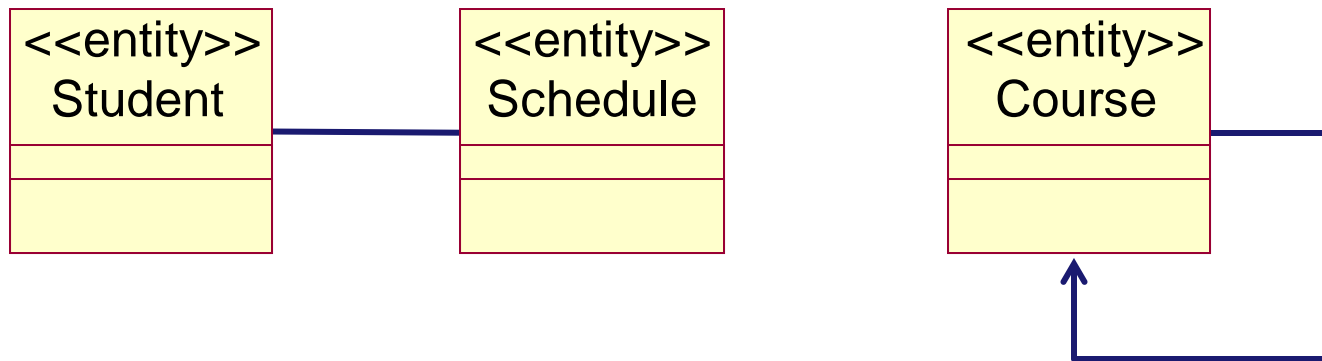 <<entity>>
Student
<<entity>>
Schedule
<<entity>>
Course